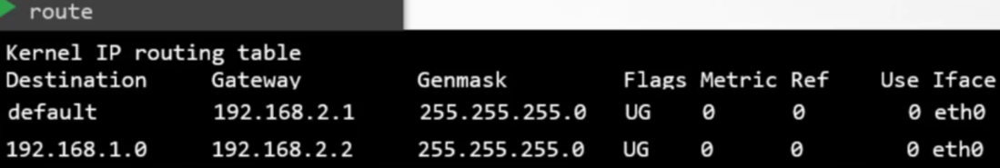 route
Kernel IP routing table
Destination Gateway Genmask Flags Metric Ref Use Iface
default 192.168.2.1 255.255.255.0 UG 0 0 0 eth0
192.168.1.0 192.168.2.2 255.255.255.0 UG 0 0 0 eth0